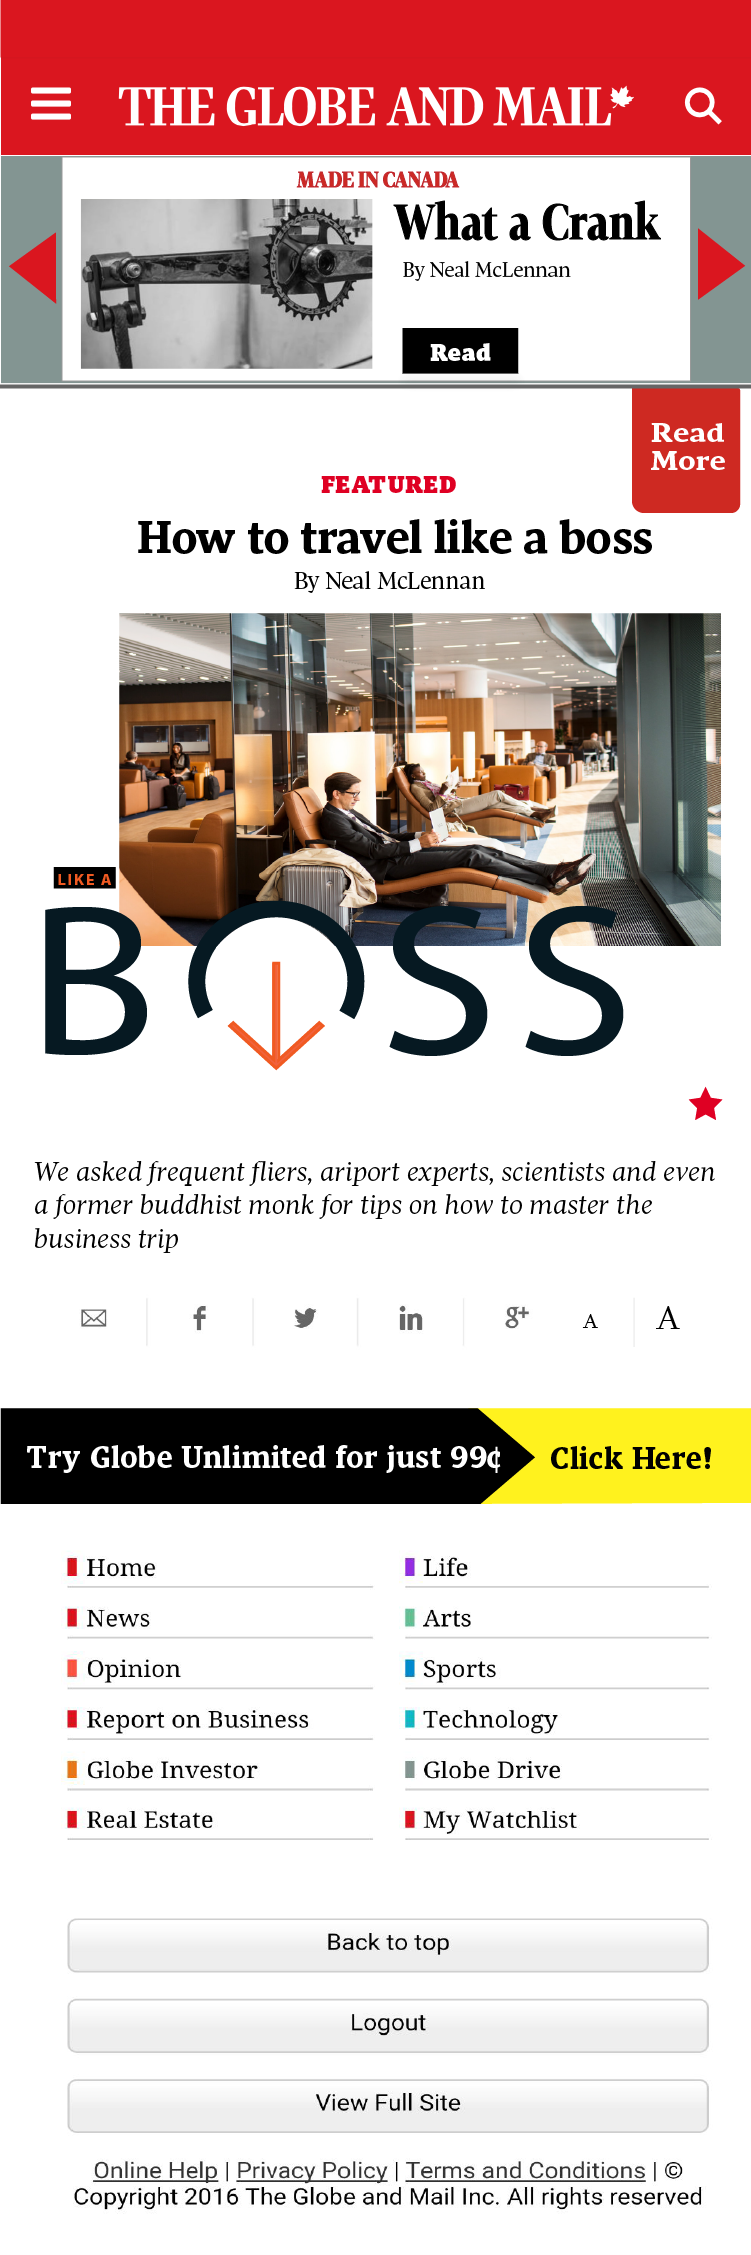 THE GLOBE AND MAIL
MADE IN CANADA
What a Crank
By Neal McLennan
Read
Read
More
FEATURED
How to travel like a boss
By Neal McLennan
LIKE A
BOSS
We asked frequent fliers, ariport experts, scientists and even
a former buddhist monk for tips on how to master the
business trip
f
in
g+
A
A
Try Globe Unlimited for just 99¢
Click Here!
Home
Life
News
Arts
Opinion
Sports
Report on Business
Technology
Globe Investor
Globe Drive
Real Estate
My Watchlist
Back to top
Logout
View Full Site
Online Help | Privacy Policy | Terms and Conditions | ©
Copyright 2016 The Globe and Mail Inc. All rights reserved